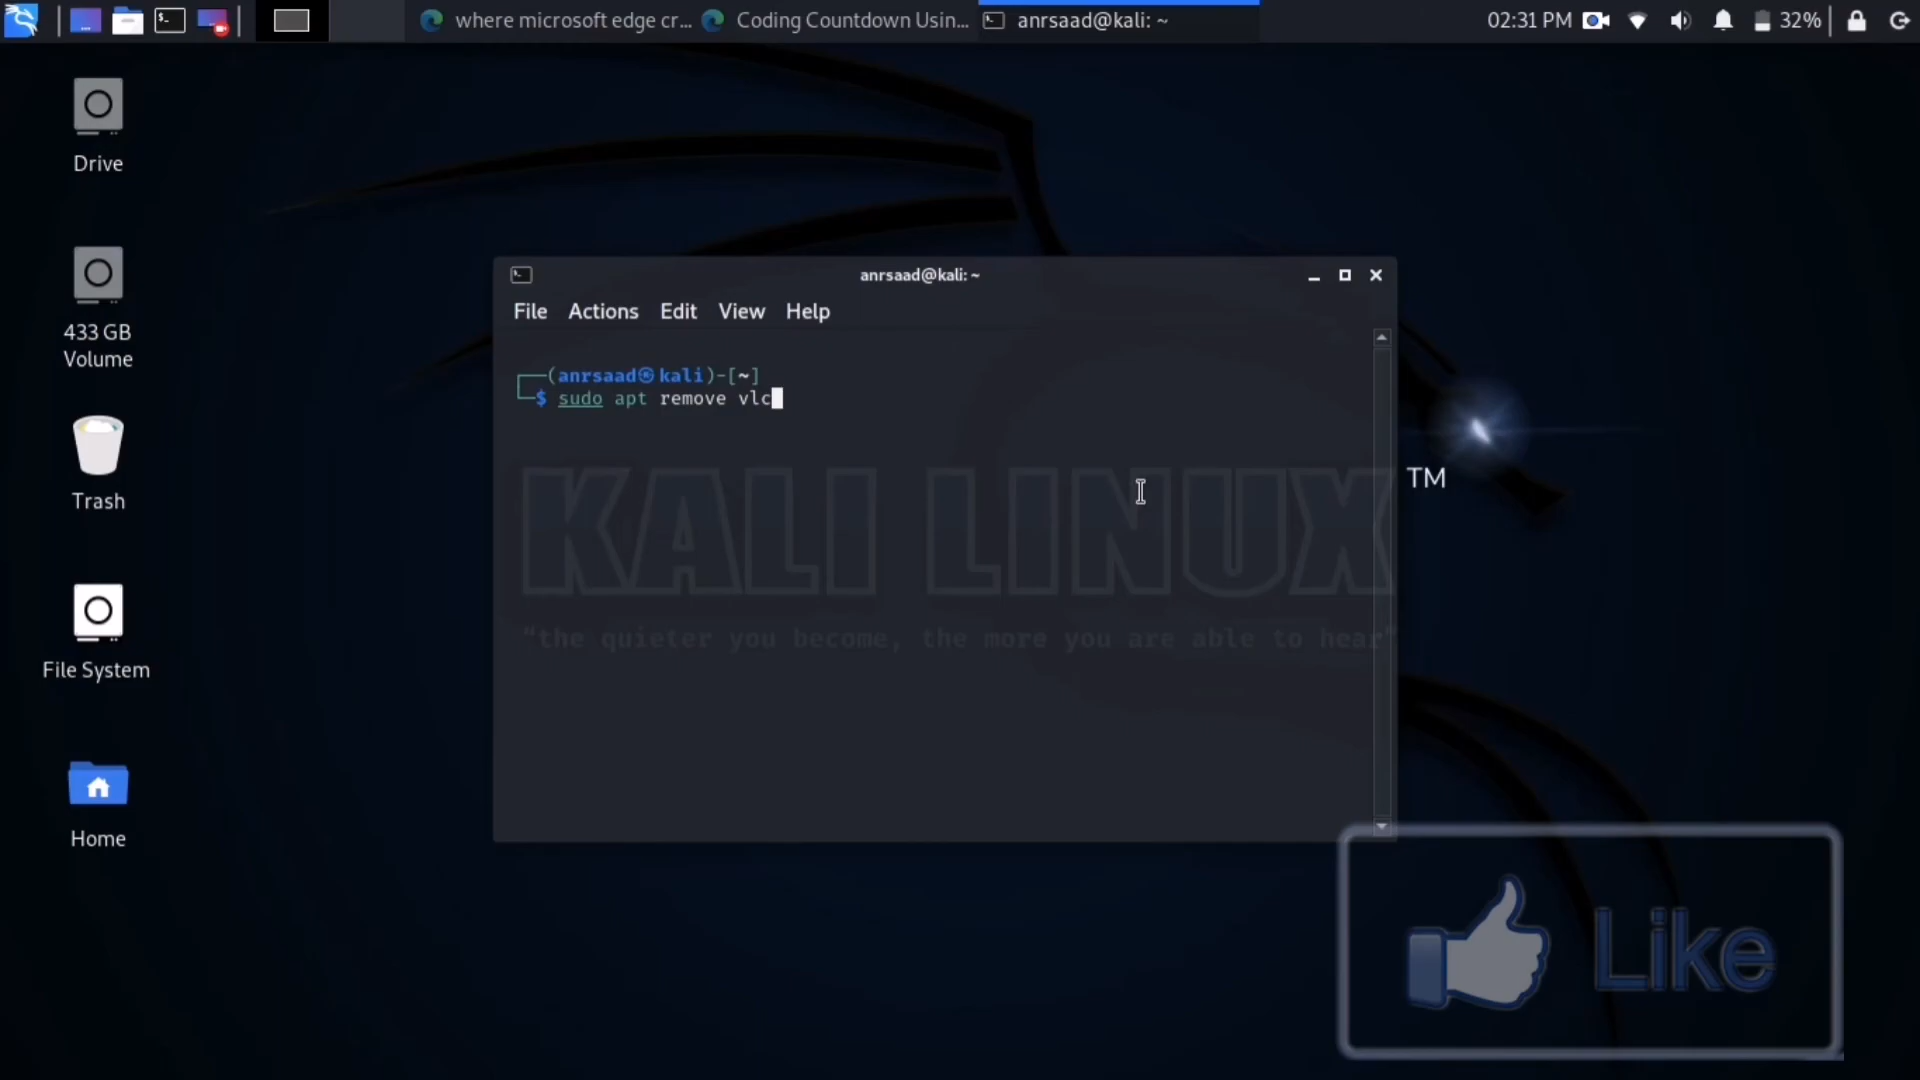 where microsoft edge cr...
Coding Countdown Usin...
anrsaad@kali: ~
02:31 PM
32%
Drive
433 GB
Volume
Trash
File System
Home
anrsaad@kali: ~
File Actions Edit View Help
┌──(anrsaad㉿kali)-[~]
└─$ sudo apt remove vlc
KALI LINUX
TM
"the quieter you become, the more you are able to hear"
Like